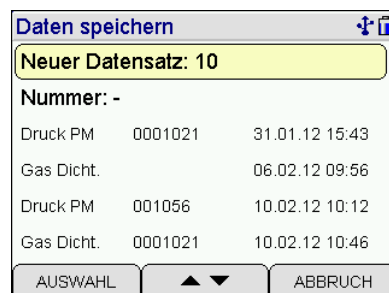 Daten speichern
Neuer Datensatz: 10
Nummer: -
Druck PM 0001021 31.01.12 15:43
Gas Dicht. 06.02.12 09:56
Druck PM 001056 10.02.12 10:12
Gas Dicht. 0001021 10.02.12 10:46
AUSWAHL ▲ ▼ ABBRUCH